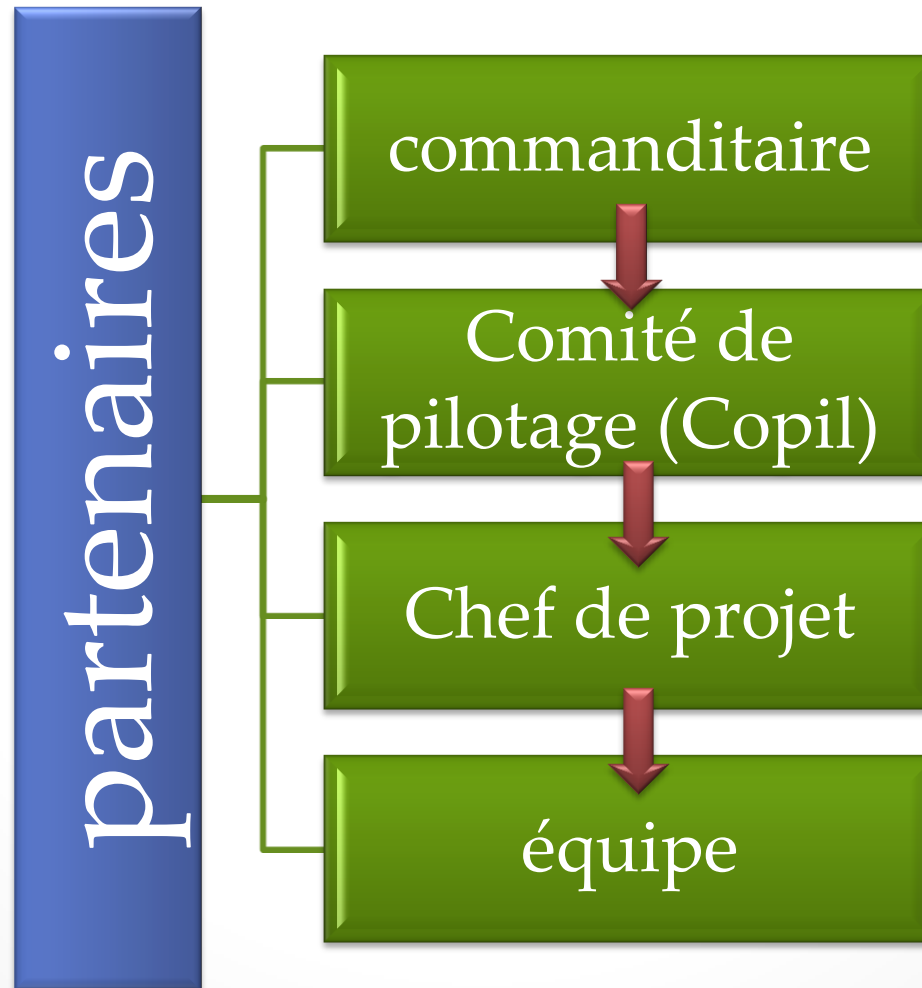 partenaires
commanditaire
Comité de
pilotage (Copil)
Chef de projet
équipe